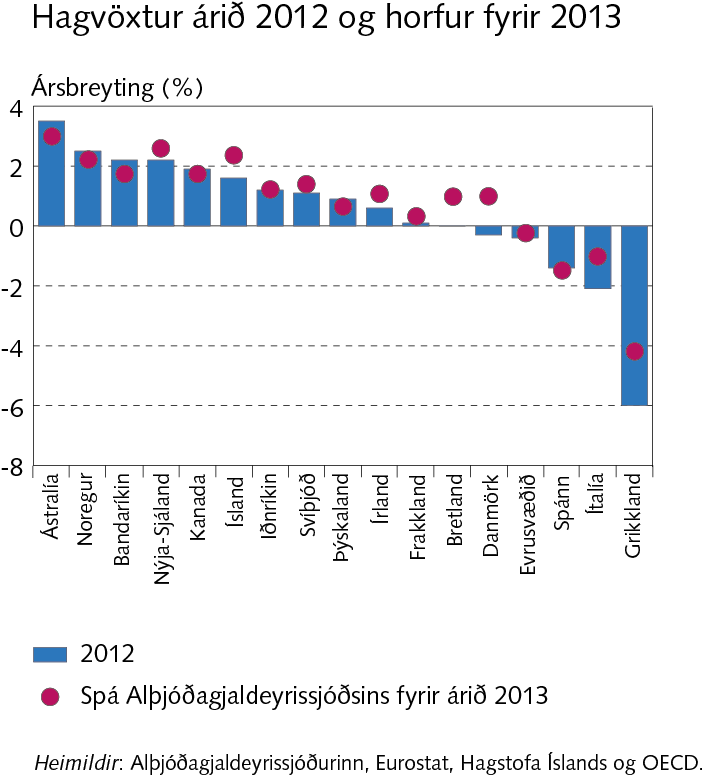 Hagvöxtur árið 2012 og horfur fyrir 2013
Ársbreyting (%)
4
2
0
-2
-4
-6
-8
Ástralía
Noregur
Bandaríkin
Nýja-Sjáland
Kanada
Ísland
Iðnríkin
Svíþjóð
Þýskaland
Írland
Frakkland
Bretland
Danmörk
Evrusvæðið
Spánn
Ítalía
Grikkland
2012
Spá Alþjóðagjaldeyrissjóðsins fyrir árið 2013
Heimildir: Alþjóðagjaldeyrissjóðurinn, Eurostat, Hagstofa Íslands og OECD.